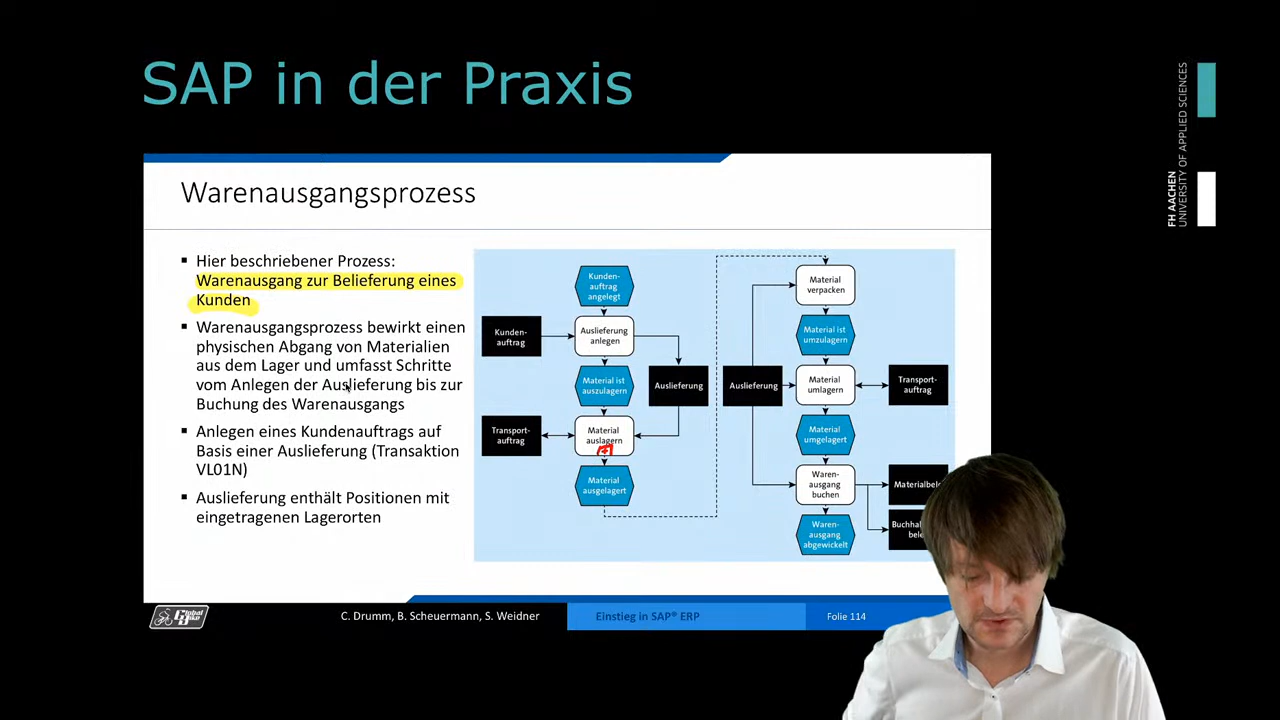 SAP in der Praxis
FH AACHEN
UNIVERSITY OF APPLIED SCIENCES
Warenausgangsprozess
▪ Hier beschriebener Prozess:
Warenausgang zur Belieferung eines
Kunden
▪ Warenausgangsprozess bewirkt einen
physischen Abgang von Materialien
aus dem Lager und umfasst Schritte
vom Anlegen der Auslieferung bis zur
Buchung des Warenausgangs
▪ Anlegen eines Kundenauftrags auf
Basis einer Auslieferung (Transaktion
VL01N)
▪ Auslieferung enthält Positionen mit
eingetragenen Lagerorten
Kunden-
auftrag
angelegt
Kunden-
auftrag
Auslieferung
anlegen
Material ist
auszulagern
Auslieferung
Transport-
auftrag
Material
auslagern
Material
ausgelagert
Material
verpacken
Material ist
umzulagern
Auslieferung
Material
umlagern
Transport-
auftrag
Material
umgelagert
Waren-
ausgang
buchen
Materialbel
Buchhal
bele
Waren-
ausgang
abgewickelt
Global
Bike
C. Drumm, B. Scheuermann, S. Weidner
Einstieg in SAP® ERP
Folie 114